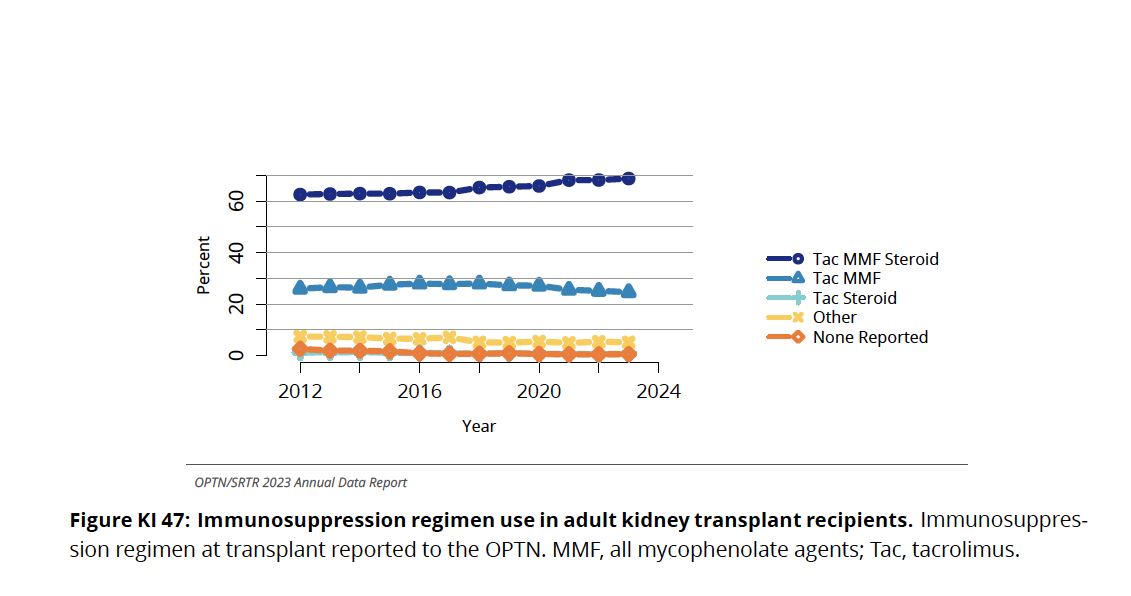 60
40
20
0
Percent
2012 2016 2020 2024
Year
Tac MMF Steroid
Tac MMF
Tac Steroid
Other
None Reported
OPTN/SRTR 2023 Annual Data Report
Figure KI 47: Immunosuppression regimen use in adult kidney transplant recipients. Immunosuppres-
sion regimen at transplant reported to the OPTN. MMF, all mycophenolate agents; Tac, tacrolimus.